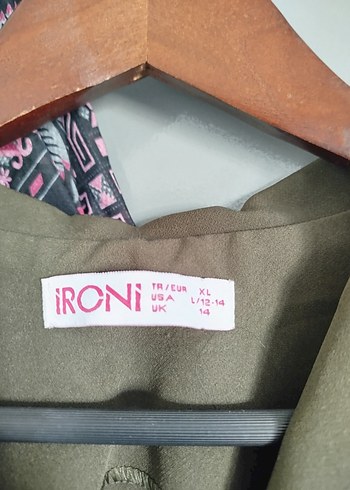 iRONi
TR/EUR XL
USA L/12-14
UK 14